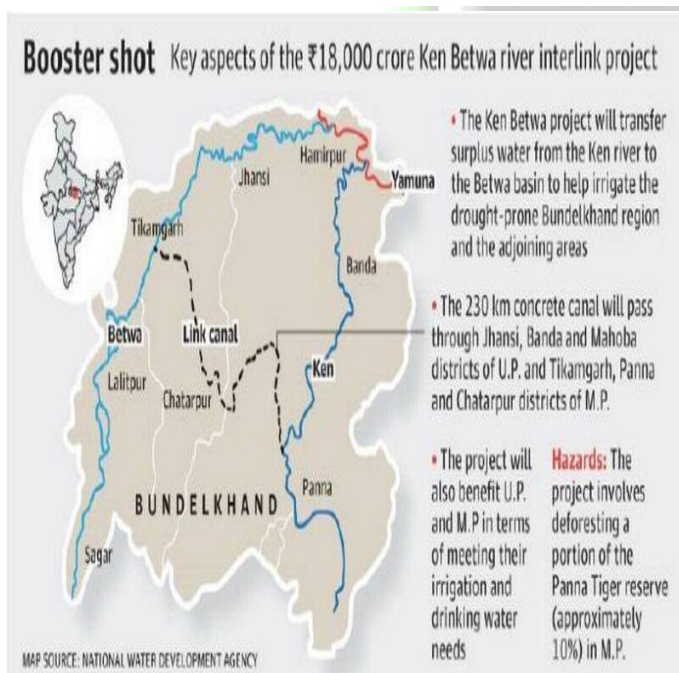 Booster shot Key aspects of the ₹18,000 crore Ken Betwa river interlink project
• The Ken Betwa project will transfer
surplus water from the Ken river to
the Betwa basin to help irrigate the
drought-prone Bundelkhand region
and the adjoining areas
• The 230 km concrete canal will pass
through Jhansi, Banda and Mahoba
districts of U.P. and Tikamgarh, Panna
and Chatarpur districts of M.P.
• The project will
also benefit U.P.
and M.P in terms
of meeting their
irrigation and
drinking water
needs
Hazards: The
project involves
deforesting a
portion of the
Panna Tiger reserve
(approximately
10%) in M.P.
Hamirpur
Jhansi
Yamuna
Tikamgarh
Banda
Betwa
Link canal
Ken
Lalitpur
Chatarpur
Panna
BUNDELKHAND
Sagar
MAP SOURCE: NATIONAL WATER DEVELOPMENT AGENCY